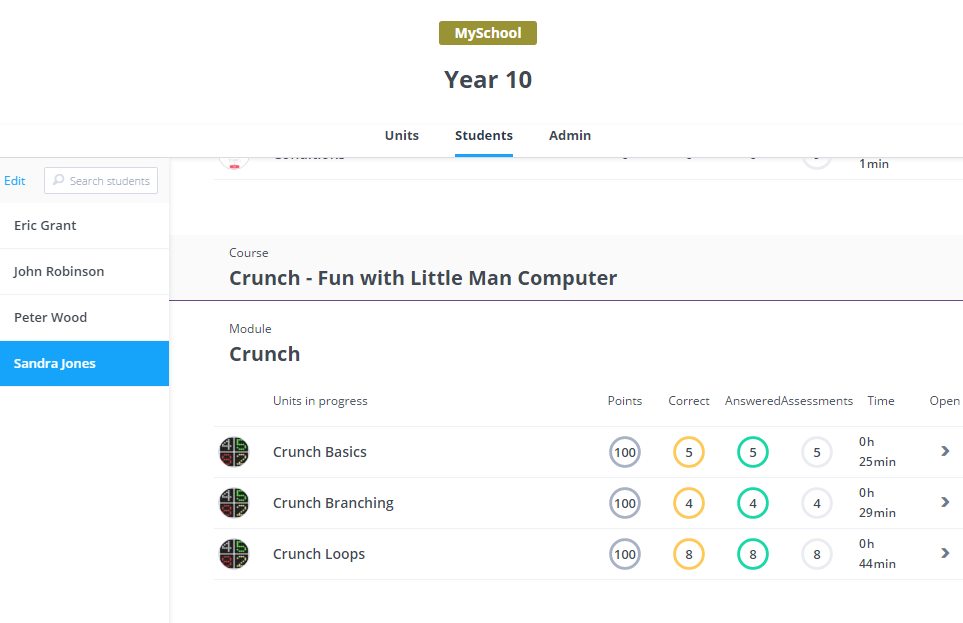 MySchool
Year 10
Units Students Admin
Edit Search students
Eric Grant
John Robinson
Peter Wood
Sandra Jones
1min
Course
Crunch - Fun with Little Man Computer
Module
Crunch
Units in progress Points Correct Answered Assessments Time Open
Crunch Basics 100 5 5 5 0h
25min
Crunch Branching 100 4 4 4 0h
29min
Crunch Loops 100 8 8 8 0h
44min